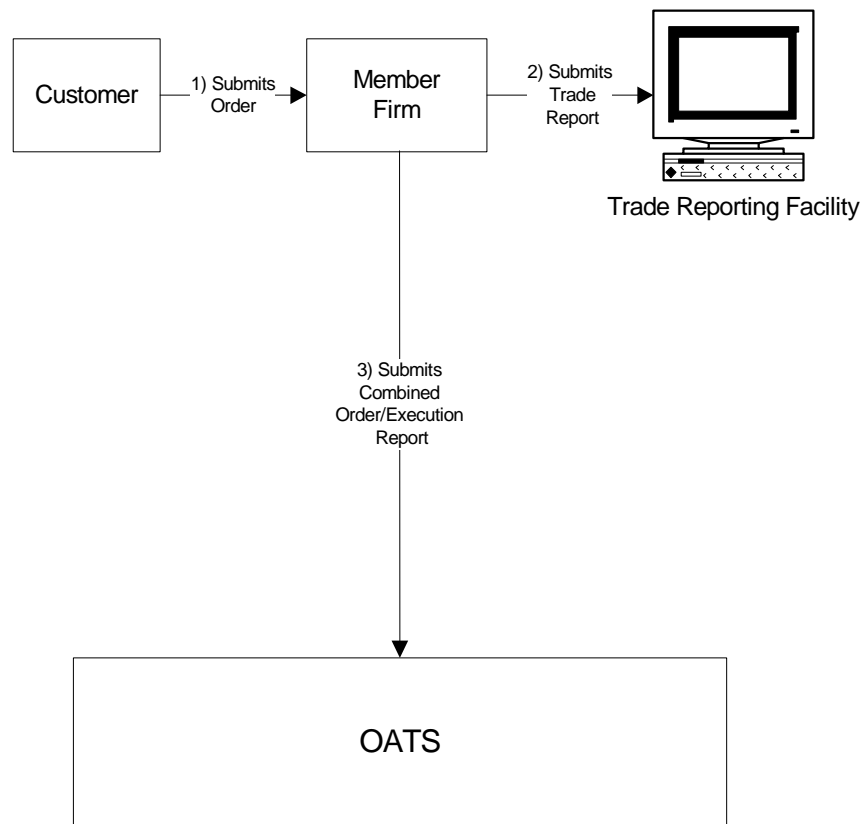 Customer
1) Submits
Order
Member
Firm
2) Submits
Trade
Report
Trade Reporting Facility
3) Submits
Combined
Order/Execution
Report
OATS